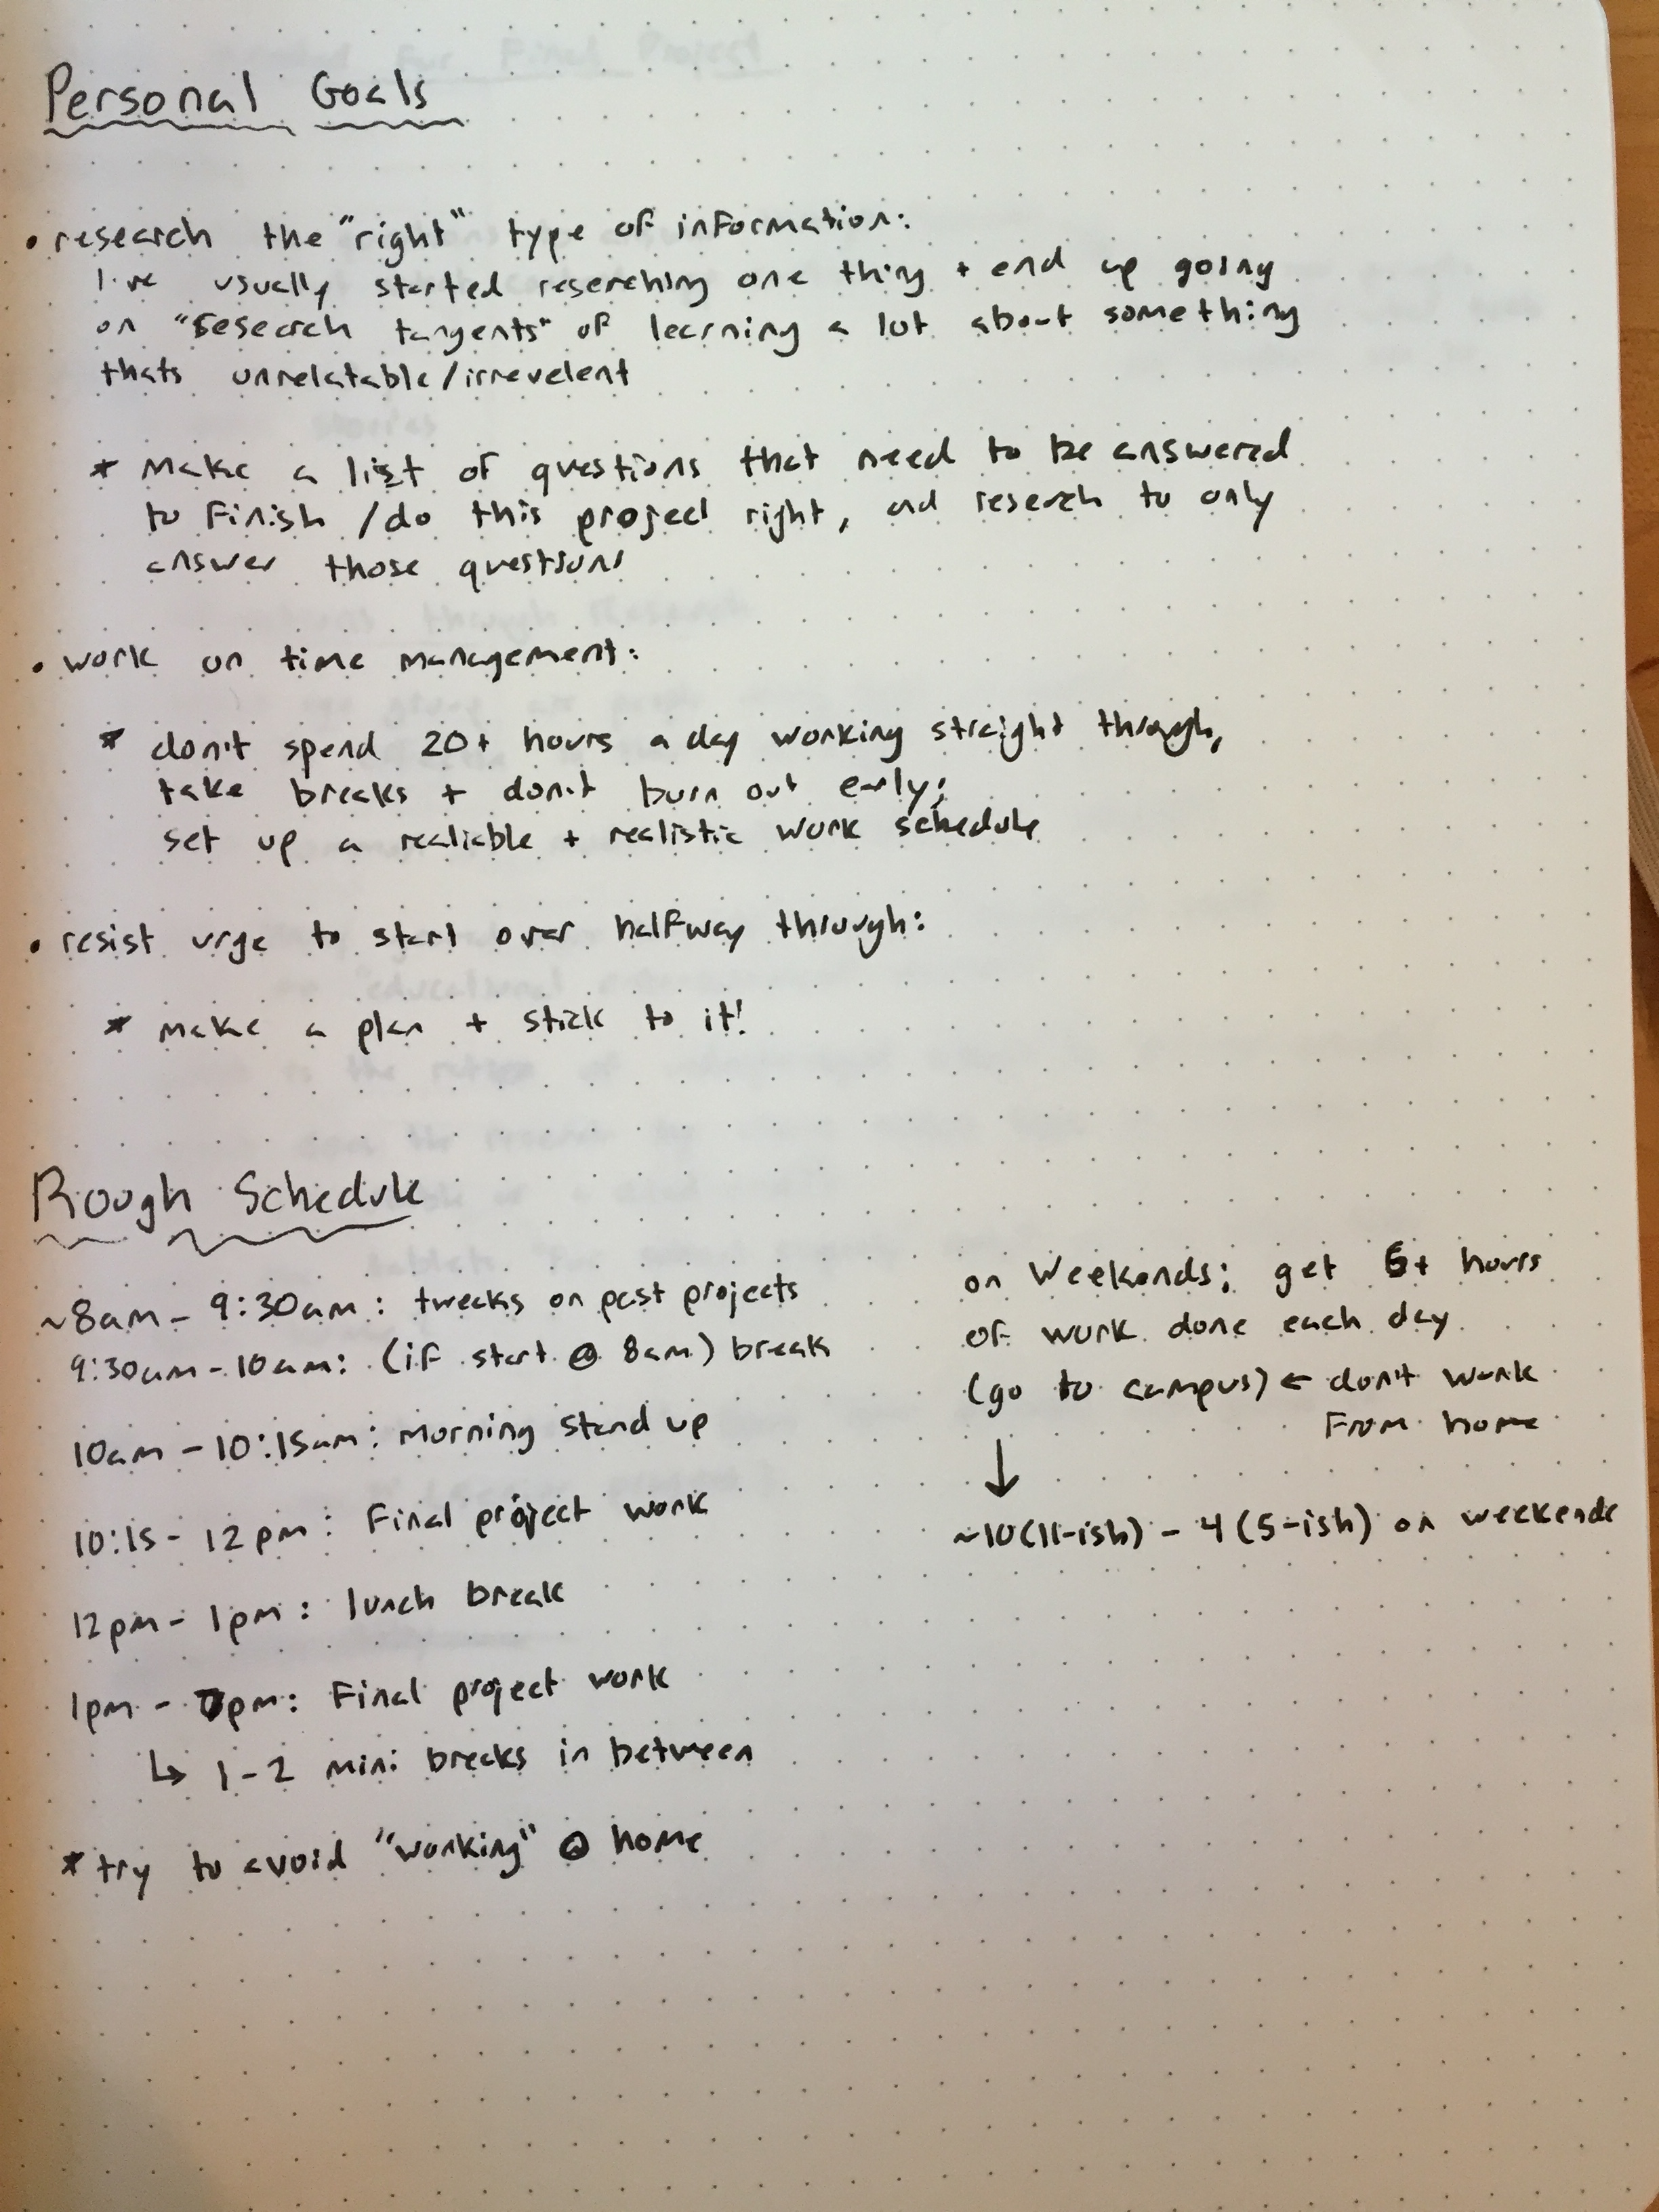 Personal Goals
• research the "right" type of information:
I've usually started reserching one thing + end up going
on "research tangents" of learning a lot about something
thats unrelatable/irrevelent
* make a list of questions that need to be answered
to finish /do this project right, and reserch to only
answer those questions
• work on time management:
* don't spend 20+ hours a day working straight through,
take breaks + don't burn out early;
set up a realiable + realistic work schedule
• resist urge to start over halfway through:
* make a plan + stick to it!
Rough Schedule
~8am - 9:30am: tweaks on past projects
9:30am - 10am: (if start @ 8am) break
10am - 10:15am: morning stand up
10:15 - 12pm: final project work
12pm - 1pm: lunch break
1pm - pm: final project work
↳ 1-2 mini breaks in between
* try to avoid "working" @ home
on weekends; get + hours
of work done each day
(go to campus) ← don't work
from home
↓
~10(11-ish) - 4(5-ish) on weekends